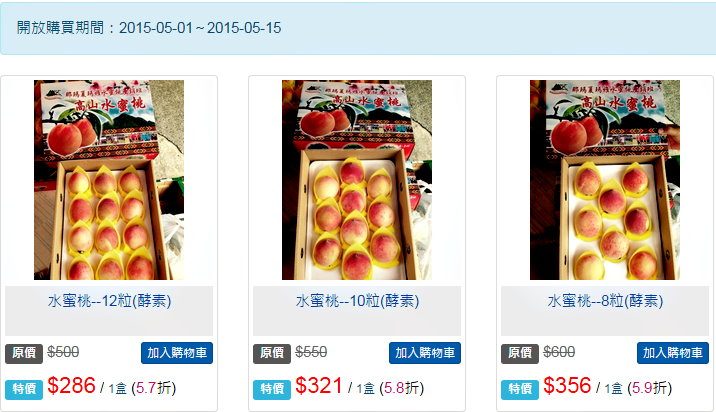 開放購買期間：2015-05-01～2015-05-15
高山水蜜桃
高山水蜜桃
高山水蜜桃
水蜜桃--12粒(酵素)
水蜜桃--10粒(酵素)
水蜜桃--8粒(酵素)
原價 $500 加入購物車
原價 $550 加入購物車
原價 $600 加入購物車
特價 $286 / 1盒 (5.7折)
特價 $321 / 1盒 (5.8折)
特價 $356 / 1盒 (5.9折)